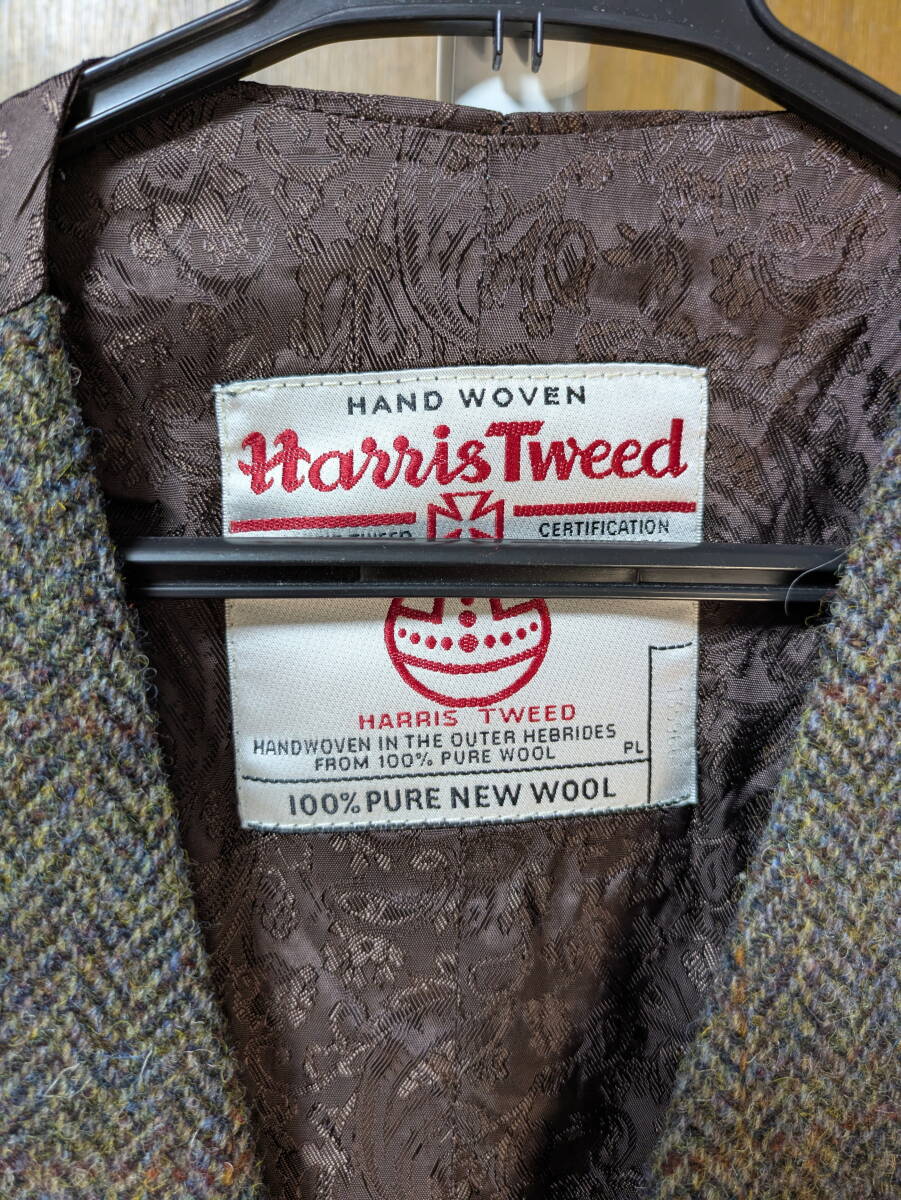 HAND WOVEN
Harris Tweed
TWEED CERTIFICATION
HARRIS TWEED
HANDWOVEN IN THE OUTER HEBRIDES
FROM 100% PURE WOOL
PL
100% PURE NEW WOOL